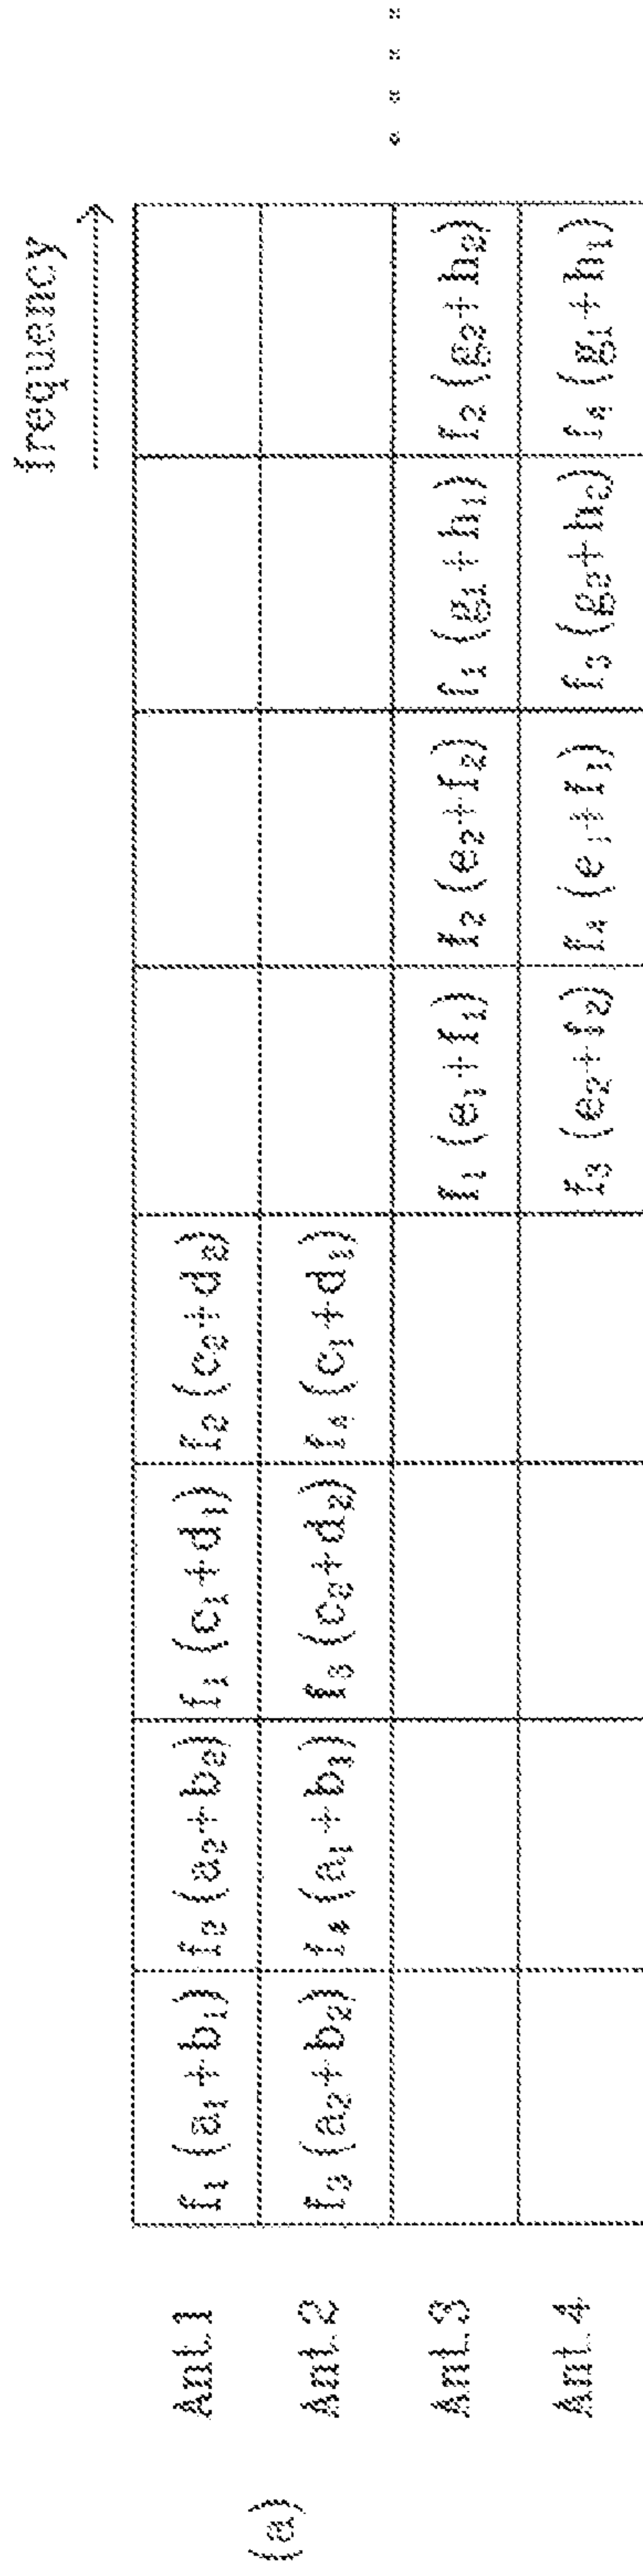 frequency
(a)
Ant.1 f₁ (a₁+b₁) f₂ (a₂+b₂) f₁ (c₁+d₁) f₂ (c₂+d₂)
Ant.2 f₃ (a₂+b₂) f₄ (a₁+b₁) f₃ (c₂+d₂) f₄ (c₁+d₁)
Ant.3 f₁ (e₁+f₁) f₂ (e₂+f₂) f₁ (g₁+h₁) f₂ (g₂+h₂)
Ant.4 f₃ (e₂+f₂) f₄ (e₁+f₁) f₃ (g₂+h₂) f₄ (g₁+h₁)